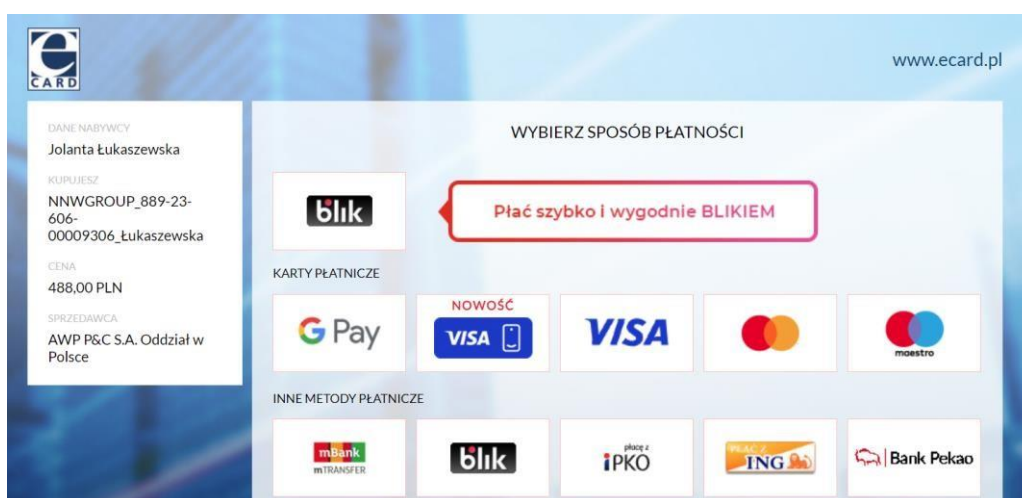 e
CARD
www.ecard.pl
DANE NABYWCY
Jolanta Łukaszewska
KUPUJESZ
NNWGROUP_889-23-
606-
00009306_Łukaszewska
CENA
488,00 PLN
SPRZEDAWCA
AWP P&C S.A. Oddział w
Polsce
WYBIERZ SPOSÓB PŁATNOŚCI
blik
Płać szybko i wygodnie BLIKIEM
KARTY PŁATNICZE
G Pay
NOWOŚĆ
VISA
VISA
maestro
INNE METODY PŁATNICZE
mBank
mTRANSFER
blik
płacę z
iPKO
PŁAĆ Z
ING
Bank Pekao